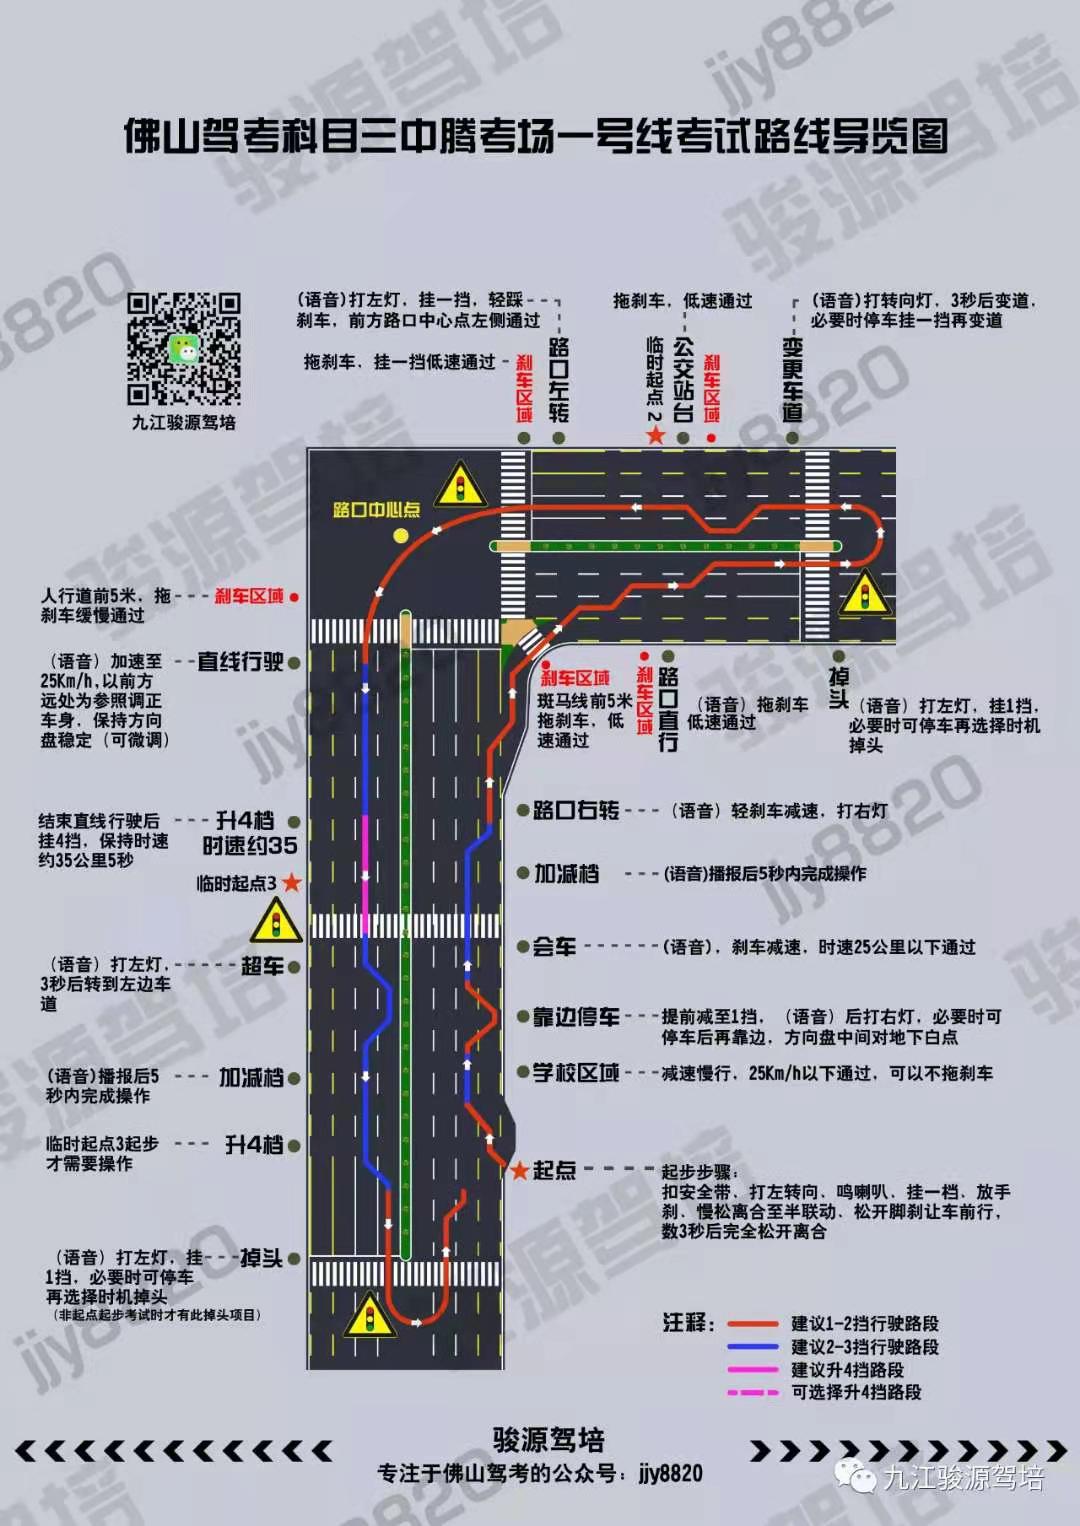 佛山驾考科目三中腾考场一号线考试路线导览图
九江骏源驾培
(语音)打左灯，挂一挡，轻踩
刹车，前方路口中心点左侧通过
拖刹车，挂一挡低速通过
刹车区域
路口左转
拖刹车，低速通过
临时起点2
公交站台
刹车区域
(语音)打转向灯，3秒后变道，
必要时停车挂一挡再变道
变更车道
路口中心点
人行道前5米，拖
刹车缓慢通过
刹车区域
（语音）加速至
25Km/h,以前方
远处为参照调正
车身，保持方向
盘稳定（可微调）
直线行驶
结束直线行驶后
挂4挡，保持时速
约35公里5秒
升4档
时速约35
临时起点3
（语音）打左灯，
3秒后转到左边车
道
超车
(语音)播报后5
秒内完成操作
加减档
临时起点3起步
才需要操作
升4档
（语音）打左灯，挂
1挡，必要时可停车
再选择时机掉头
（非起点起步考试时才有此掉头项目）
掉头
刹车区域
斑马线前5米
拖刹车，低
速通过
刹车区域
路口直行
（语音）拖刹车
低速通过
掉头
（语音）打左灯，挂1挡，
必要时可停车再选择时机
掉头
路口右转
（语音）轻刹车减速，打右灯
加减档
(语音)播报后5秒内完成操作
会车
(语音)，刹车减速，时速25公里以下通过
靠边停车
提前减至1挡，（语音）后打右灯，必要时可
停车后再靠边，方向盘中间对地下白点
学校区域
减速慢行，25Km/h以下通过，可以不拖刹车
起点
起步步骤：
扣安全带、打左转向、鸣喇叭、挂一档、放手
刹、慢松离合至半联动、松开脚刹让车前行，
数3秒后完全松开离合
注释：
建议1-2挡行驶路段
建议2-3挡行驶路段
建议升4挡路段
可选择升4挡路段
骏源驾培
专注于佛山驾考的公众号：jjy8820
九江骏源驾培
骏源驾培
jjy8820